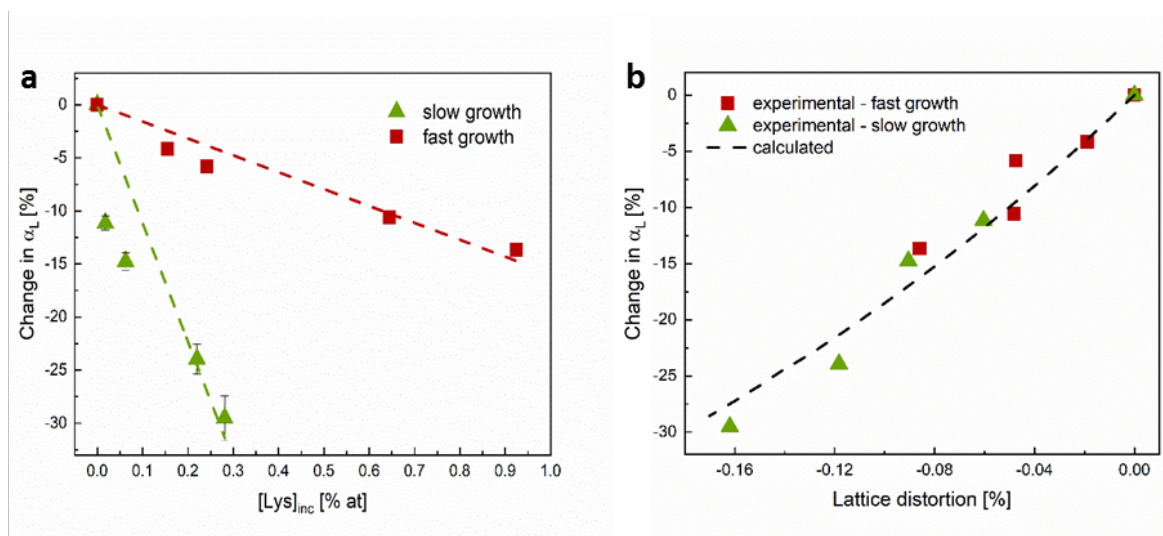 a
slow growth
fast growth
Change in αL [%]
0
-5
-10
-15
-20
-25
-30
0.0 0.1 0.2 0.3 0.4 0.5 0.6 0.7 0.8 0.9 1.0
[Lys]inc [% at]
b
experimental - fast growth
experimental - slow growth
calculated
Change in αL [%]
0
-5
-10
-15
-20
-25
-30
-0.16 -0.12 -0.08 -0.04 0.00
Lattice distortion [%]